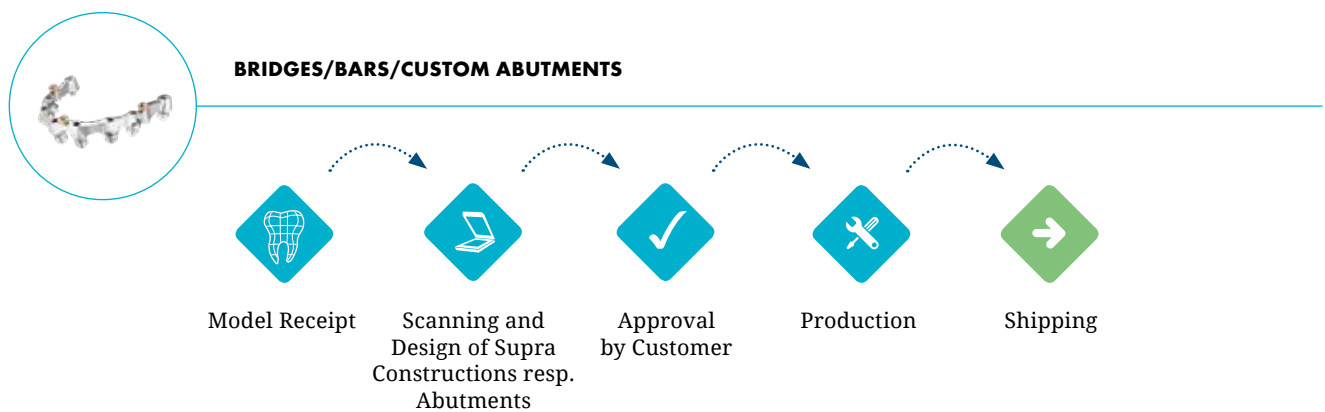 BRIDGES/BARS/CUSTOM ABUTMENTS
Model Receipt
Scanning and
Design of Supra
Constructions resp.
Abutments
Approval
by Customer
Production
Shipping